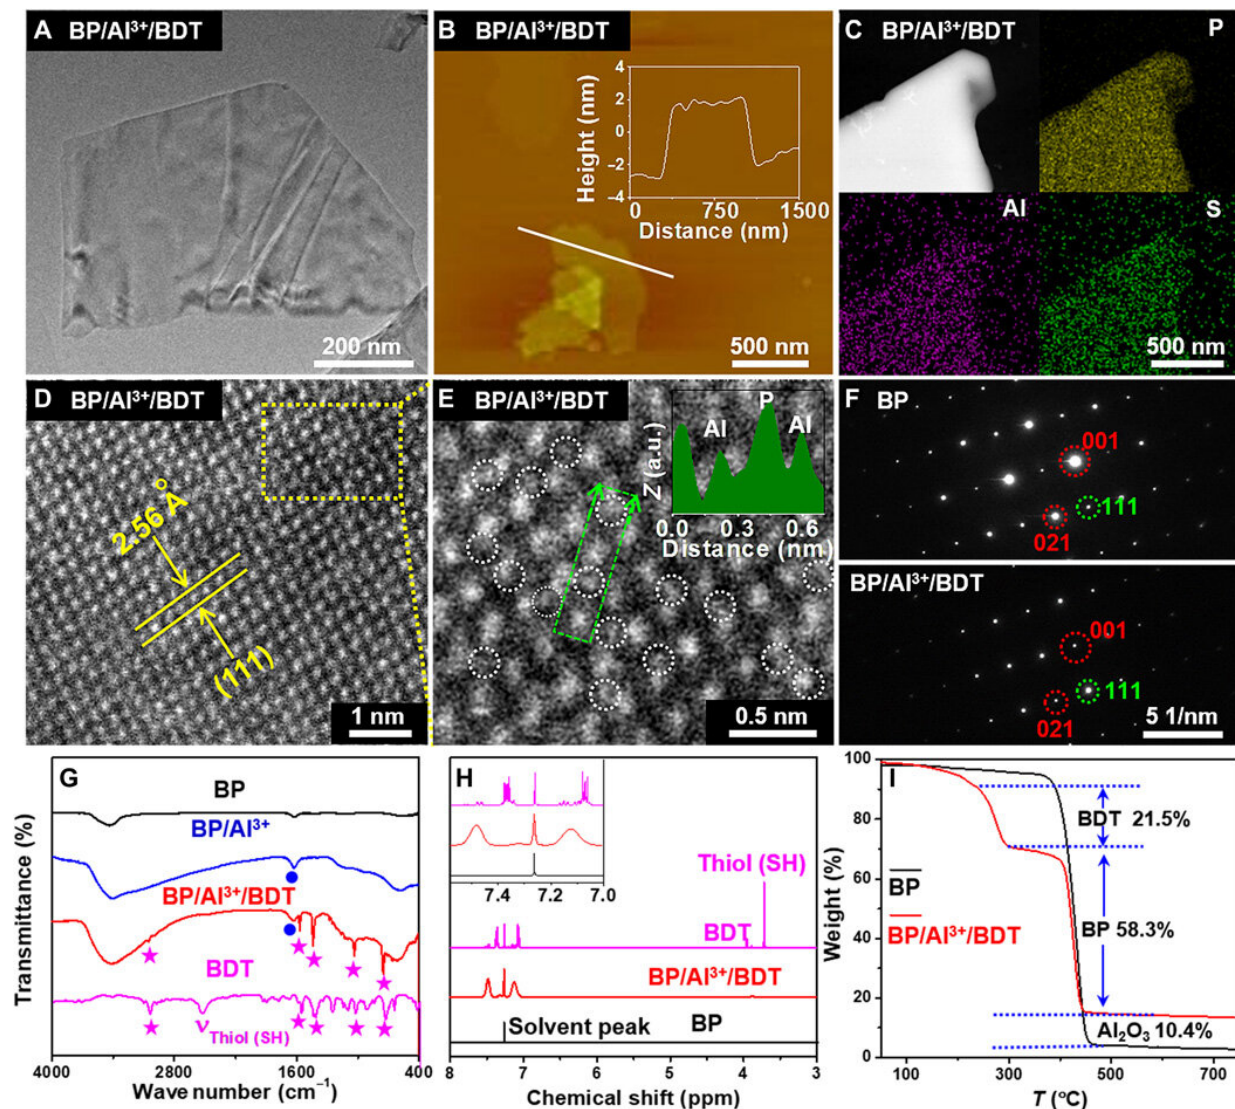 A BP/Al³⁺/BDT
200 nm
B BP/Al³⁺/BDT
Height (nm)
4
2
0
−2
−4
0 750 1500
Distance (nm)
500 nm
C BP/Al³⁺/BDT P
Al S
500 nm
D BP/Al³⁺/BDT
2.56 Å
(111)
1 nm
E BP/Al³⁺/BDT
Z (a.u.)
Al P Al
0.0 0.3 0.6
Distance (nm)
0.5 nm
F BP
001
111
021
BP/Al³⁺/BDT
001
111
021
5 1/nm
G
Transmittance (%)
BP
BP/Al³⁺
BP/Al³⁺/BDT
BDT
ν Thiol (SH)
4000 2800 1600 400
Wave number (cm⁻¹)
H
7.4 7.2 7.0
Thiol (SH)
BDT
BP/Al³⁺/BDT
Solvent peak BP
8 7 6 5 4 3
Chemical shift (ppm)
I
Weight (%)
100
90
80
70
60
50
40
30
20
10
0
BDT 21.5%
BP
BP/Al³⁺/BDT
BP 58.3%
Al₂O₃ 10.4%
100 300 500 700
T (°C)